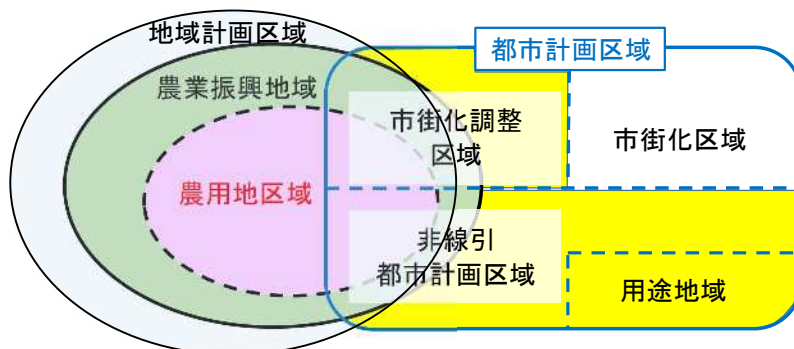 地域計画区域
都市計画区域
農業振興地域
市街化調整
区域
市街化区域
農用地区域
非線引
都市計画区域
用途地域